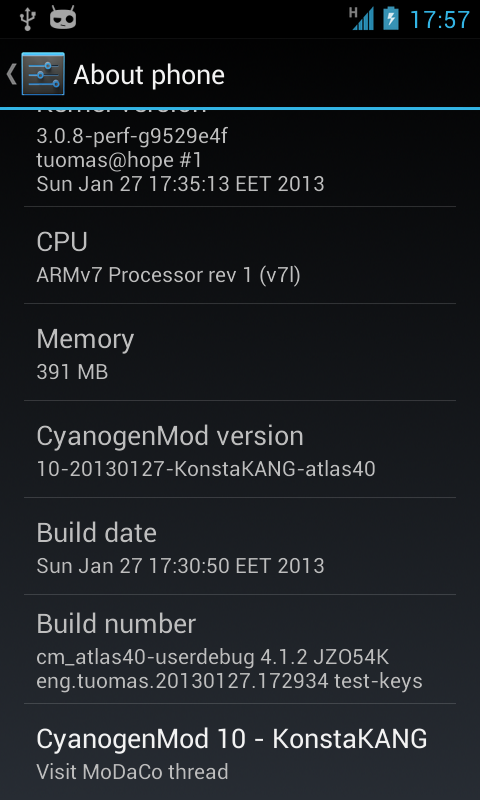 H
17:57
About phone
Kernel version
3.0.8-perf-g9529e4f
tuomas@hope #1
Sun Jan 27 17:35:13 EET 2013
CPU
ARMv7 Processor rev 1 (v7l)
Memory
391 MB
CyanogenMod version
10-20130127-KonstaKANG-atlas40
Build date
Sun Jan 27 17:30:50 EET 2013
Build number
cm_atlas40-userdebug 4.1.2 JZO54K
eng.tuomas.20130127.172934 test-keys
CyanogenMod 10 - KonstaKANG
Visit MoDaCo thread